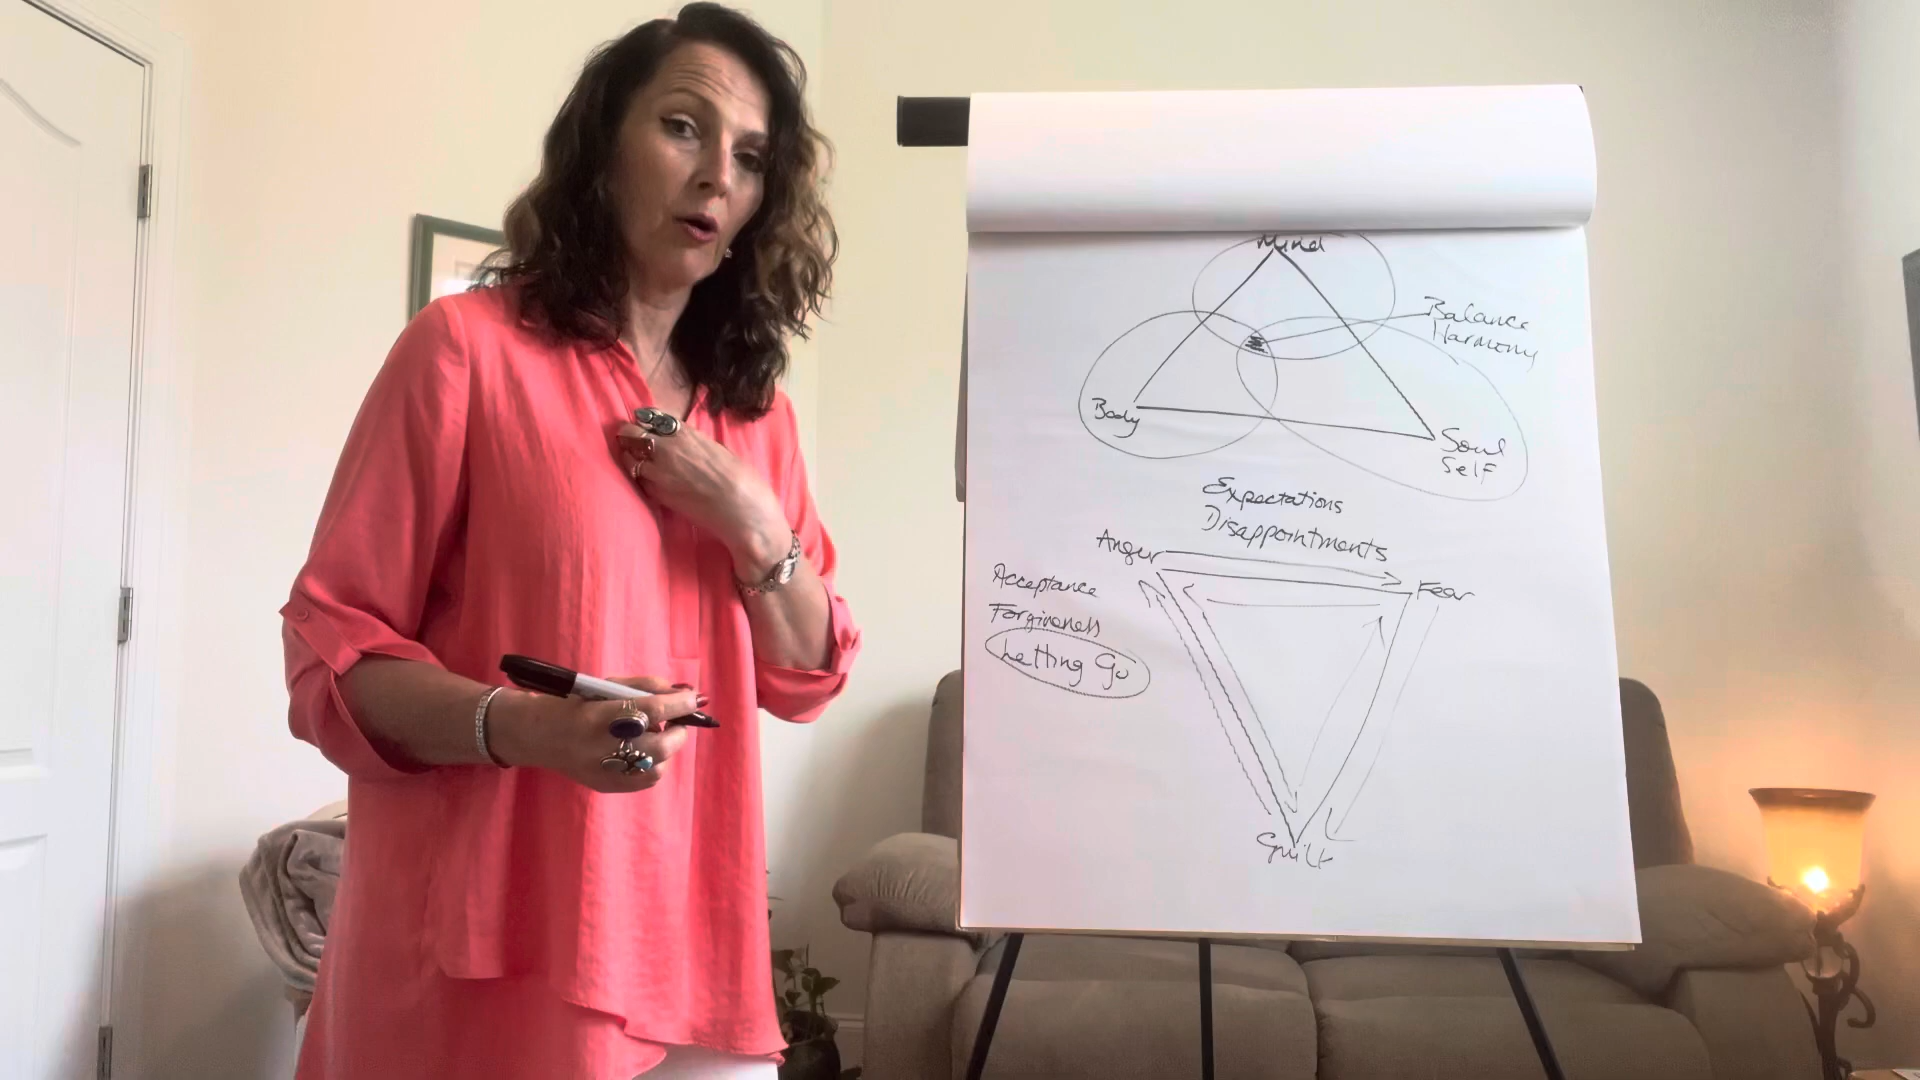 Mind
Balance
Harmony
Body
Soul
Self
Expectations
Disappointments
Anger
Fear
Acceptance
Forgiveness
Letting Go
Guilt